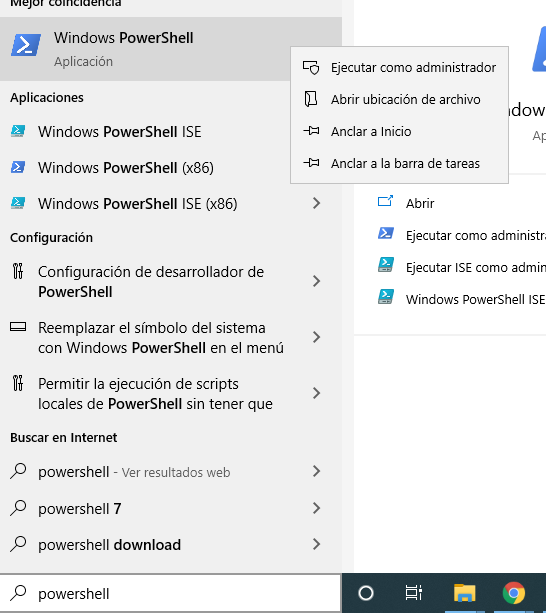 Mejor coincidencia
Windows PowerShell
Aplicación
Ejecutar como administrador
Abrir ubicación de archivo
Anclar a Inicio
Anclar a la barra de tareas
Aplicaciones
Windows PowerShell ISE
Windows PowerShell (x86)
Windows PowerShell ISE (x86)
Configuración
Configuración de desarrollador de
PowerShell
Reemplazar el símbolo del sistema
con Windows PowerShell en el menú
Permitir la ejecución de scripts
locales de PowerShell sin tener que
Buscar en Internet
powershell - Ver resultados web
powershell 7
powershell download
powershell
Abrir
Ejecutar como administra
Ejecutar ISE como admin
Windows PowerShell ISE